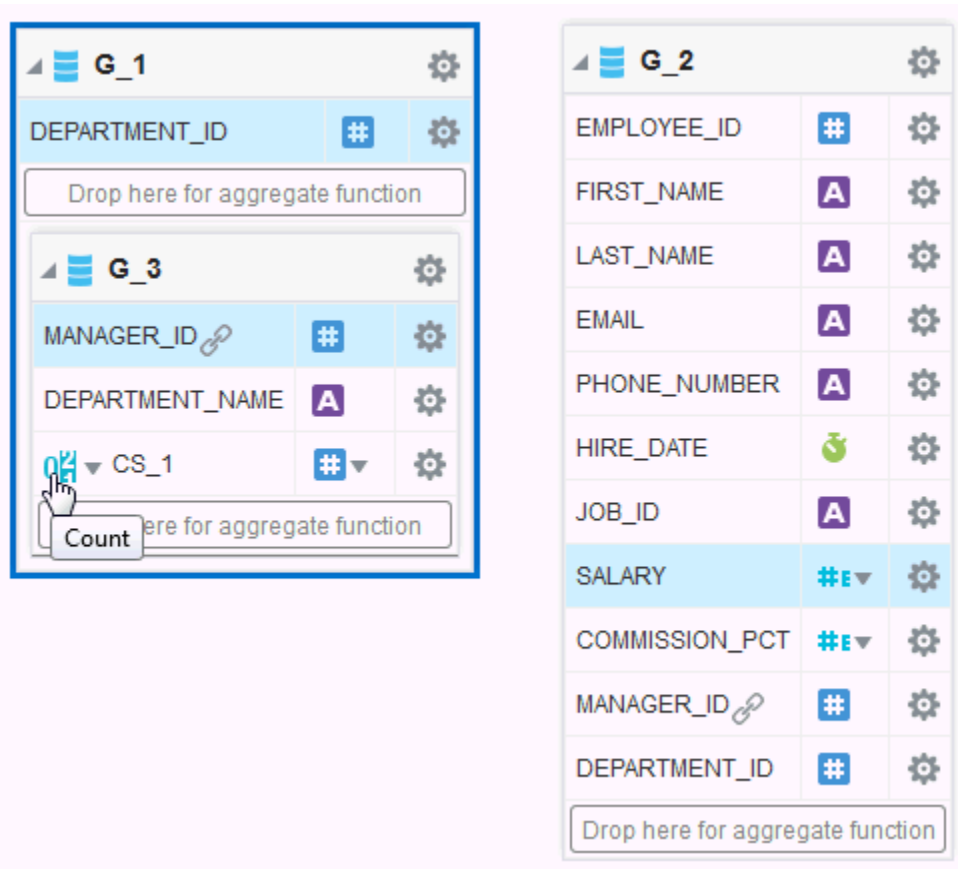 G_1
DEPARTMENT_ID
Drop here for aggregate function
G_3
MANAGER_ID
DEPARTMENT_NAME
CS_1
ere for aggregate function
Count
G_2
EMPLOYEE_ID
FIRST_NAME
LAST_NAME
EMAIL
PHONE_NUMBER
HIRE_DATE
JOB_ID
SALARY
COMMISSION_PCT
MANAGER_ID
DEPARTMENT_ID
Drop here for aggregate function